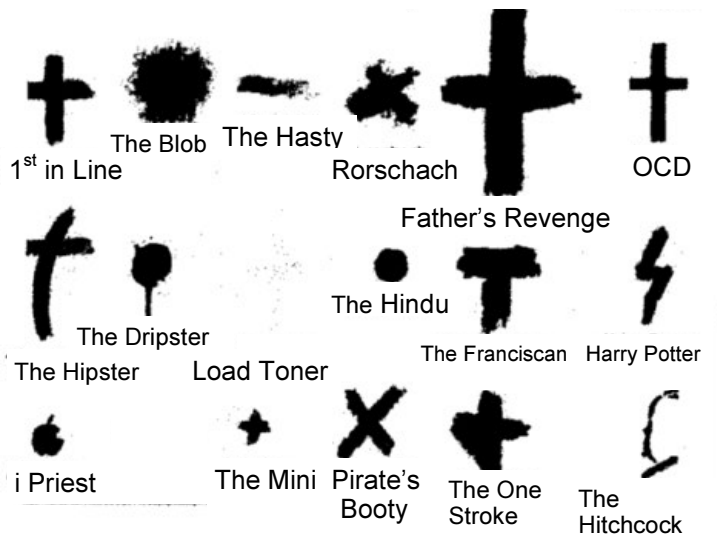 1st in Line
The Blob
The Hasty
Rorschach
Father's Revenge
OCD
The Hipster
The Dripster
Load Toner
The Hindu
The Franciscan
Harry Potter
i Priest
The Mini
Pirate's
Booty
The One
Stroke
The
Hitchcock